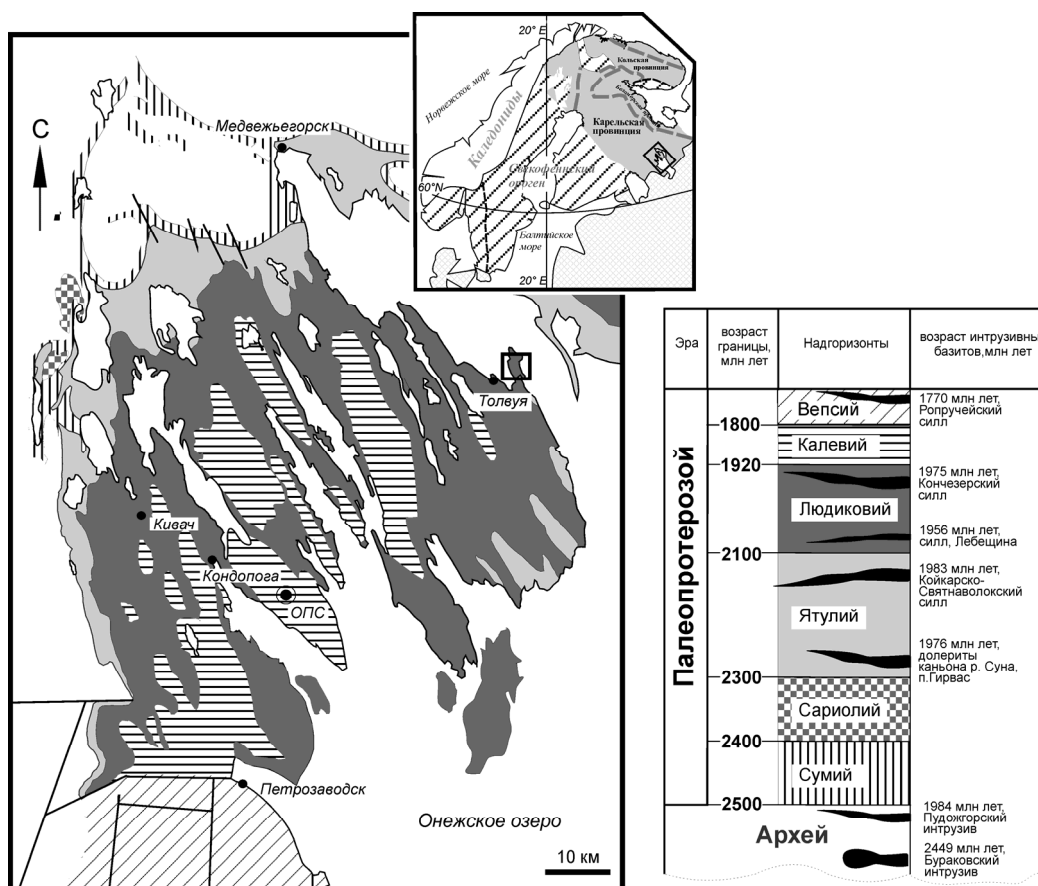 20° E
Норвежское море
Каледониды
Кольская
провинция
Карельская
провинция
Свекофеннский
ороген
60°N
Балтийское
море
20° E
С
Медвежьегорск
Толвуя
Кивач
Кондопога
ОПС
Петрозаводск
Онежское озеро
10 км
Эра
возраст
границы,
млн лет
Надгоризонты
возраст интрузивны
базитов,млн лет
Палеопротерозой
Вепсий
1770 млн лет,
Ропручейский
силл
1800
Калевий
1920
Людиковий
1975 млн лет,
Кончезерский
силл
1956 млн лет,
силл, Лебещина
2100
Ятулий
1983 млн лет,
Койкарско-
Святнаволокский
силл
1976 млн лет,
долериты
каньона р. Суна,
п.Гирвас
2300
Сариолий
2400
Сумий
2500
Архей
1984 млн лет,
Пудожгорский
интрузив
2449 млн лет,
Бураковский
интрузив